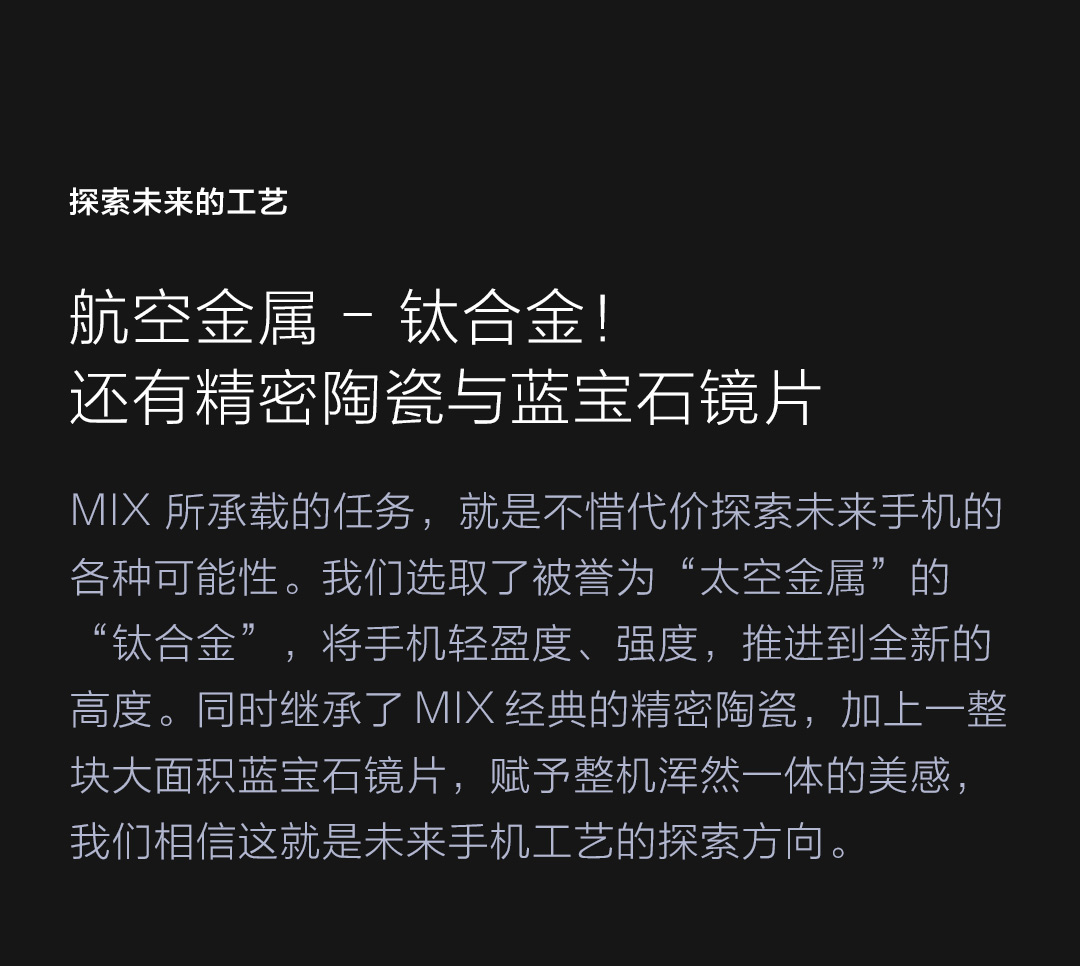 探索未来的工艺
航空金属 - 钛合金！
还有精密陶瓷与蓝宝石镜片
MIX 所承载的任务，就是不惜代价探索未来手机的
各种可能性。我们选取了被誉为“太空金属”的
“钛合金”，将手机轻盈度、强度，推进到全新的
高度。同时继承了 MIX 经典的精密陶瓷，加上一整
块大面积蓝宝石镜片，赋予整机浑然一体的美感，
我们相信这就是未来手机工艺的探索方向。